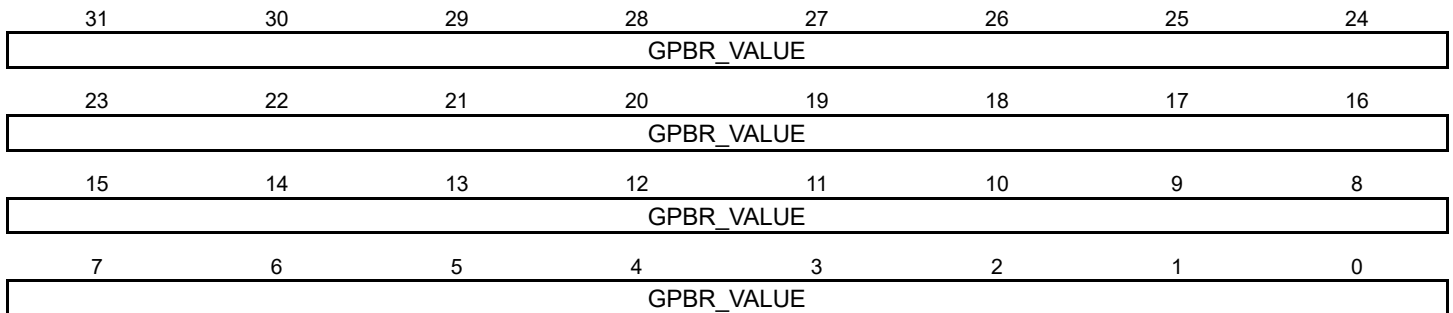 31 30 29 28 27 26 25 24
GPBR_VALUE
23 22 21 20 19 18 17 16
GPBR_VALUE
15 14 13 12 11 10 9 8
GPBR_VALUE
7 6 5 4 3 2 1 0
GPBR_VALUE